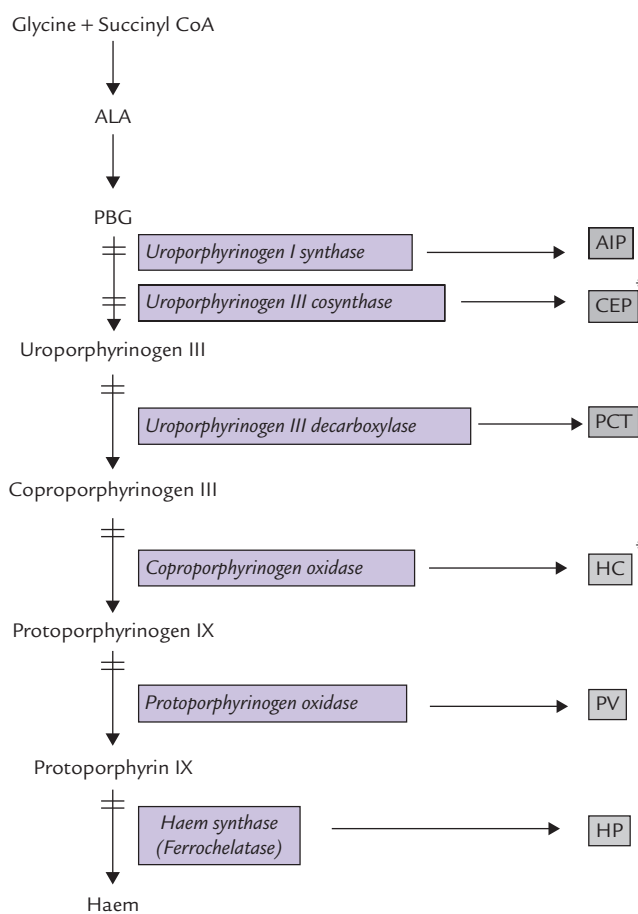 Glycine + Succinyl CoA
ALA
PBG
Uroporphyrinogen I synthase
AIP
Uroporphyrinogen III cosynthase
CEP
Uroporphyrinogen III
Uroporphyrinogen III decarboxylase
PCT
Coproporphyrinogen III
Coproporphyrinogen oxidase
HC
Protoporphyrinogen IX
Protoporphyrinogen oxidase
PV
Protoporphyrin IX
Haem synthase
(Ferrochelatase)
HP
Haem